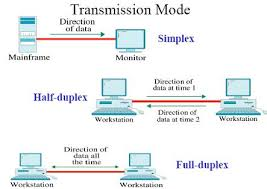 Transmission Mode
Direction
of data
Simplex
Mainframe
Monitor
Direction of
data at time 1
Half-duplex
Direction of
data at time 2
Workstation
Workstation
Direction of data all
the time
Full-duplex
Workstation
Workstation